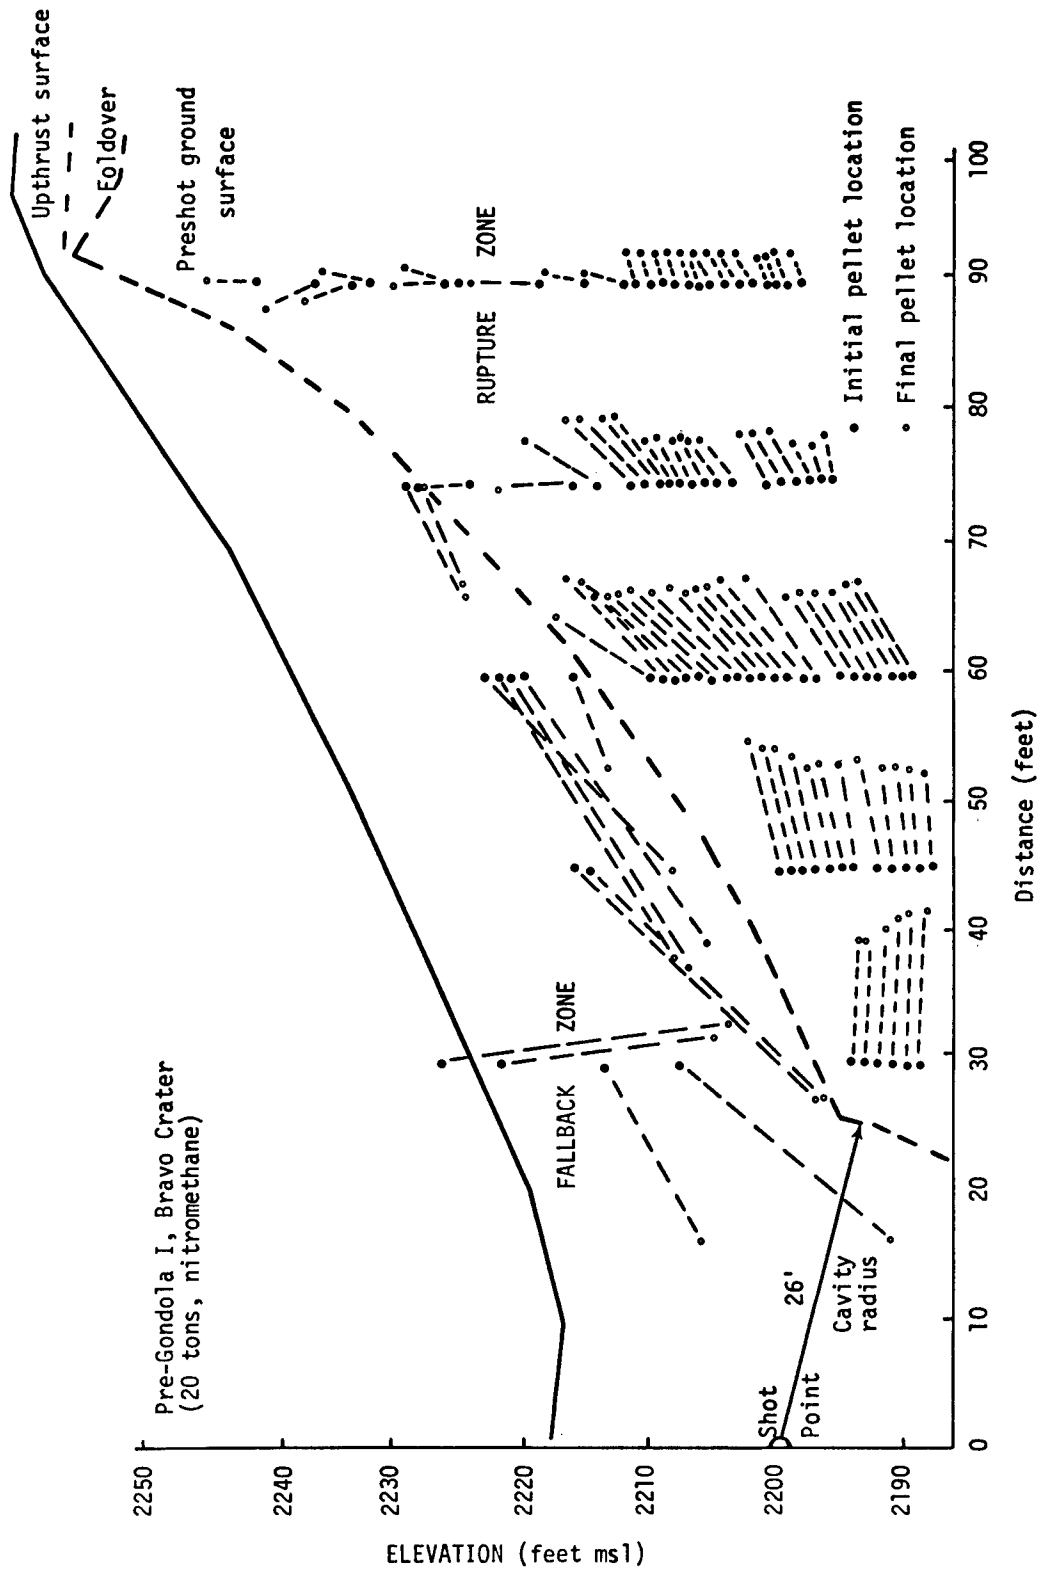 Pre-Gondola I, Bravo Crater
(20 tons, nitromethane)
Upthrust surface
Foldover
Preshot ground
surface
FALLBACK ZONE
RUPTURE ZONE
Initial pellet location
Final pellet location
Shot
Point
26'
Cavity
radius
ELEVATION (feet msl)
2250
2240
2230
2220
2210
2200
2190
0
10
20
30
40
50
60
70
80
90
100
Distance (feet)